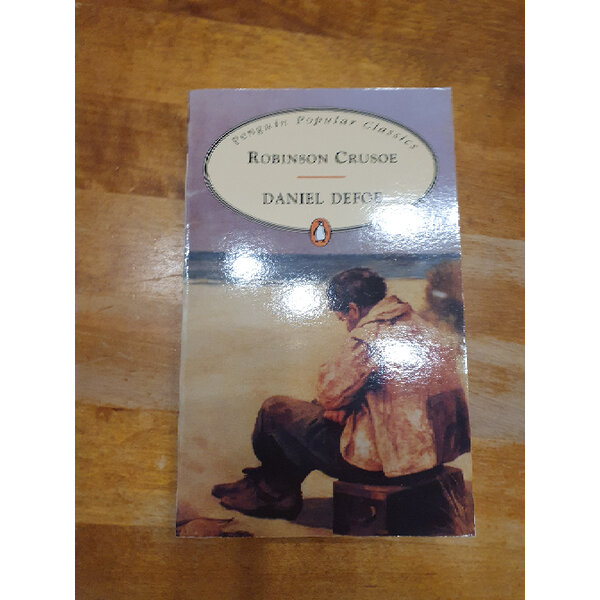 Penguin Popular Classics
ROBINSON CRUSOE
DANIEL DEFOE